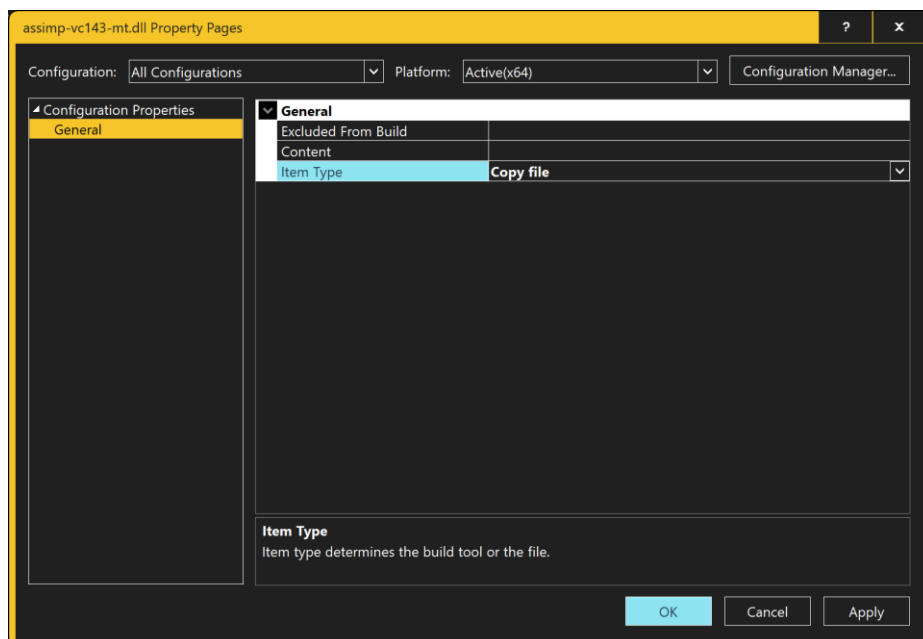 assimp-vc143-mt.dll Property Pages
? x
Configuration: All Configurations Platform: Active(x64) Configuration Manager...
Configuration Properties
General
General
Excluded From Build
Content
Item Type Copy file
Item Type
Item type determines the build tool or the file.
OK Cancel Apply